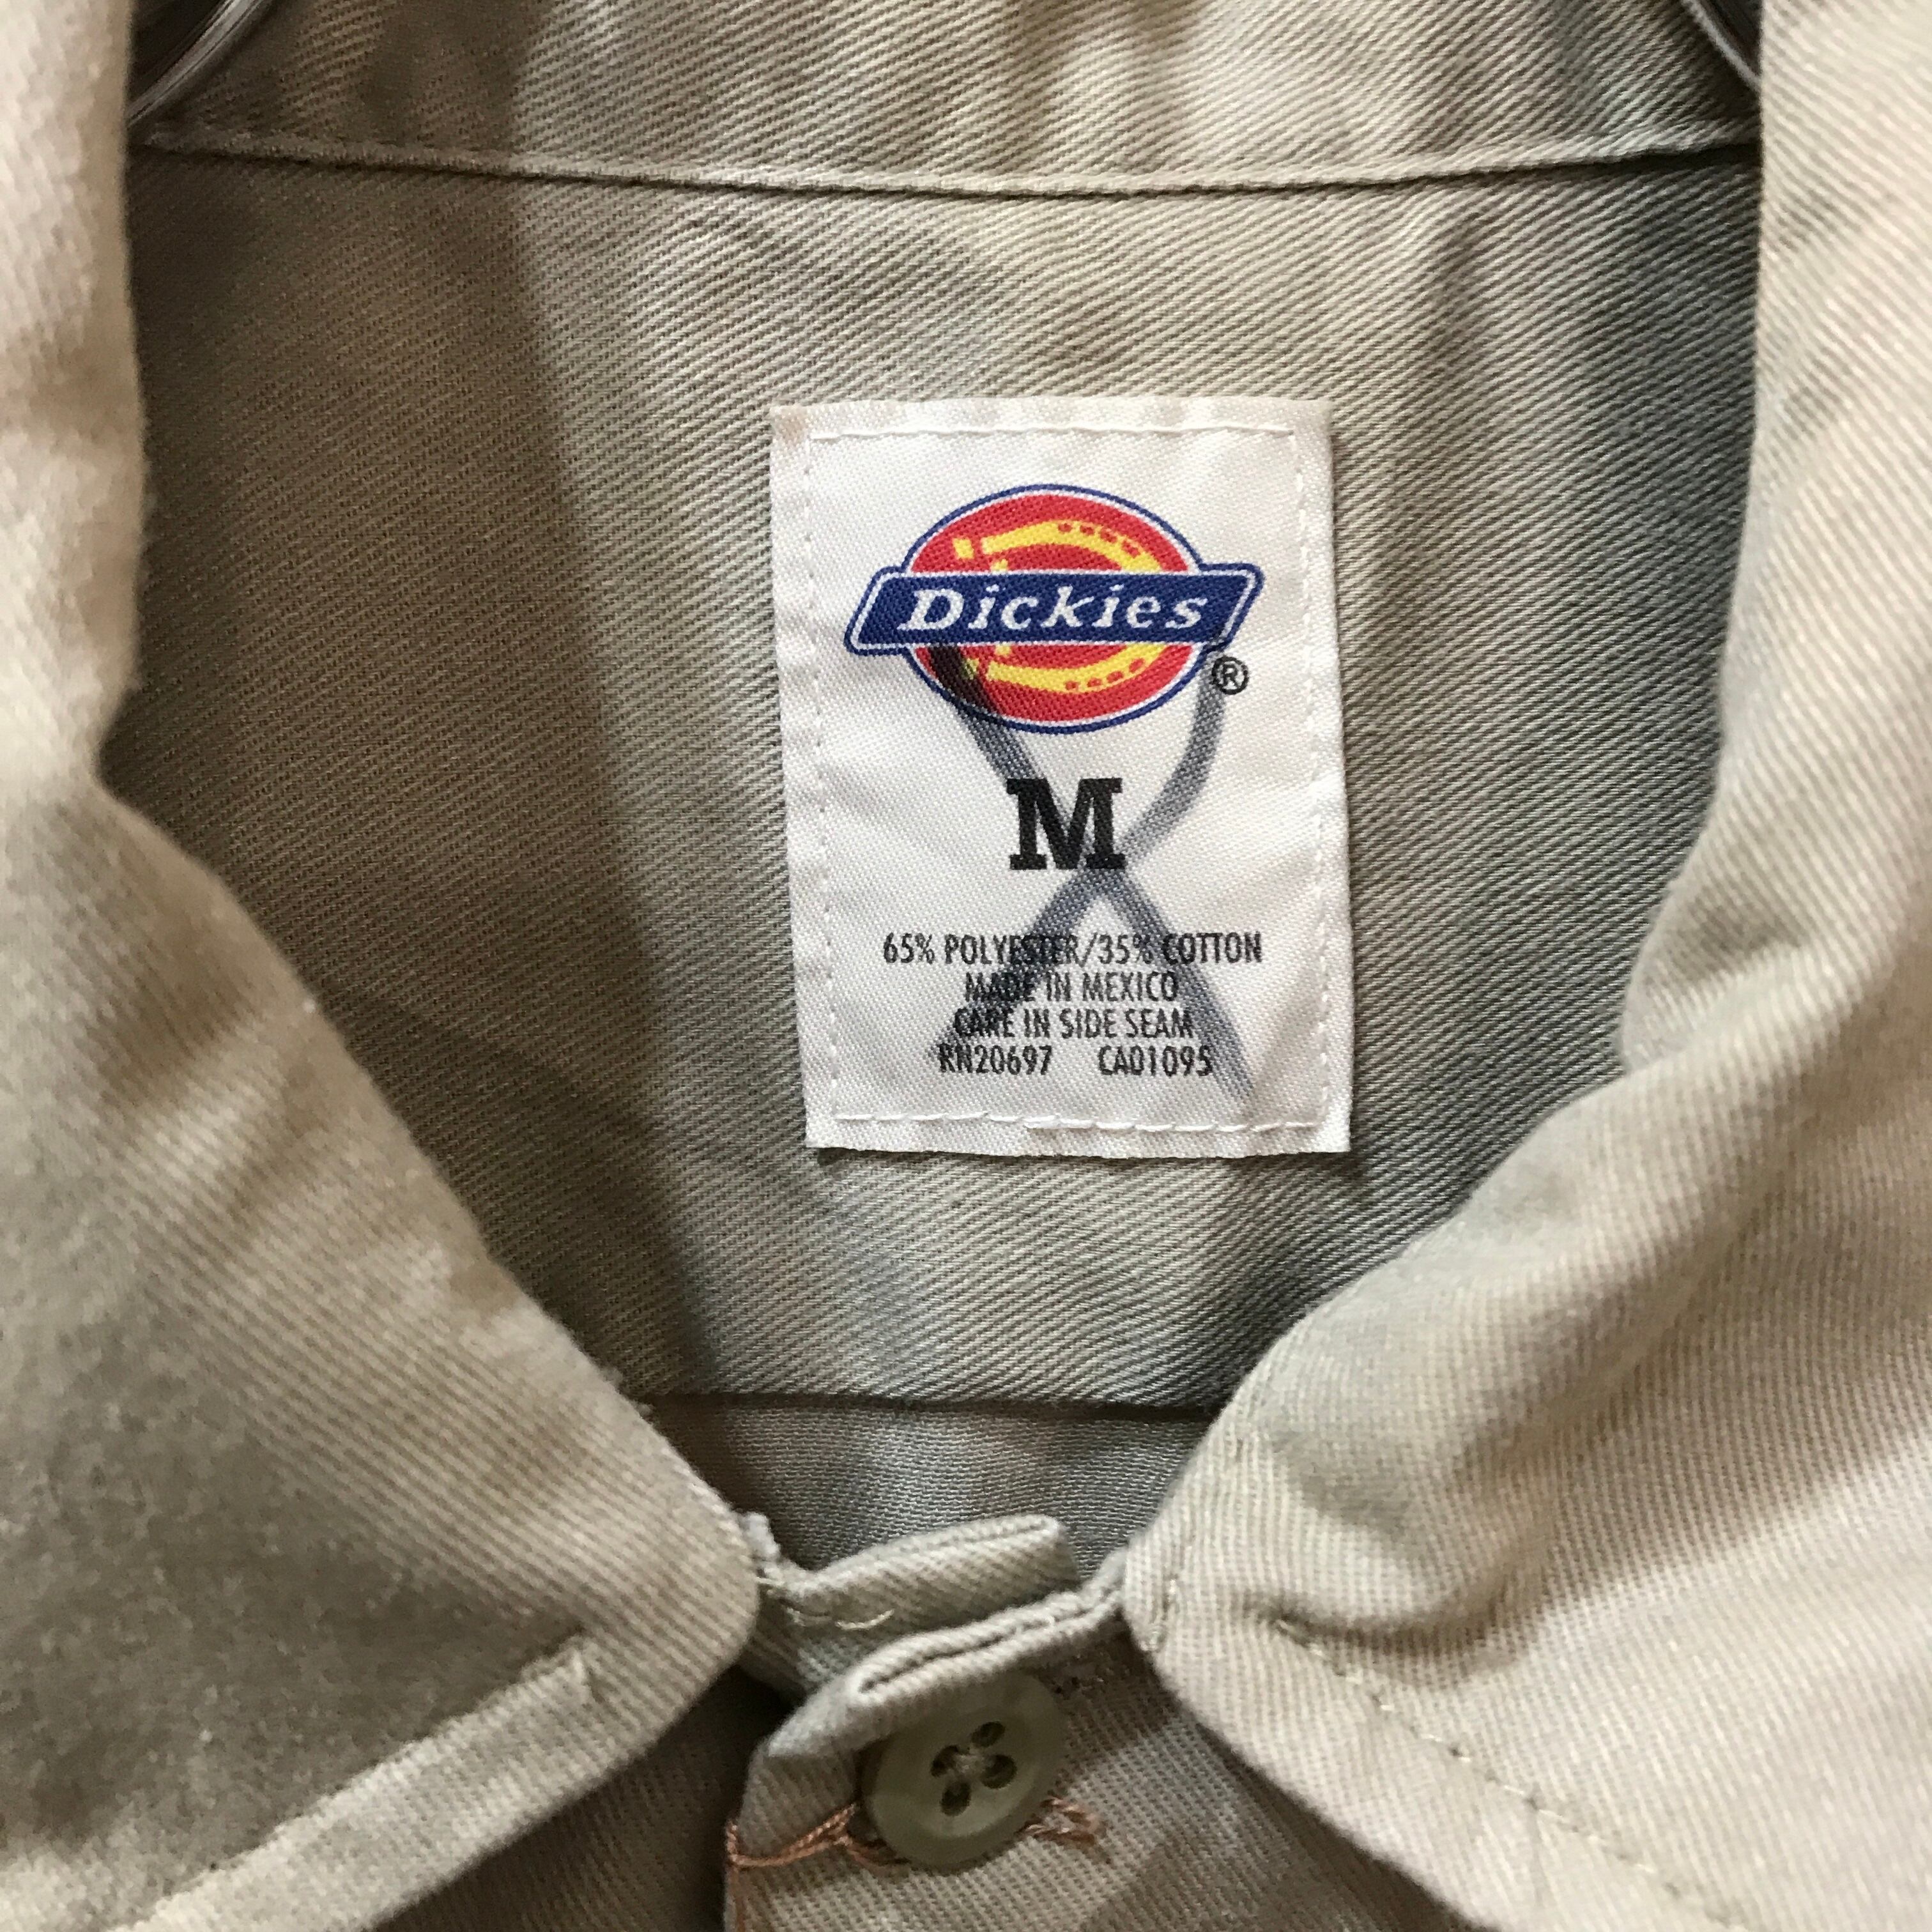 Dickies
®
M
65% POLYESTER/35% COTTON
MADE IN MEXICO
CARE IN SIDE SEAM
RN20697 CA01095